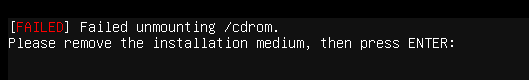 [FAILED] Failed unmounting /cdrom.
Please remove the installation medium, then press ENTER: